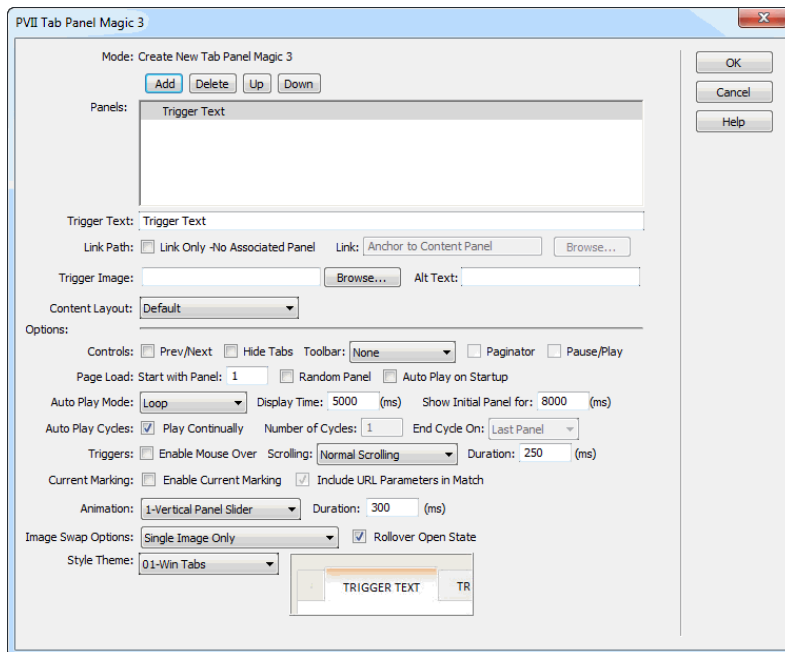 PVII Tab Panel Magic 3
Mode: Create New Tab Panel Magic 3
OK
Add Delete Up Down
Cancel
Panels: Trigger Text
Help
Trigger Text: Trigger Text
Link Path: Link Only -No Associated Panel Link: Anchor to Content Panel Browse...
Trigger Image: Browse... Alt Text:
Content Layout: Default
Options:
Controls: Prev/Next Hide Tabs Toolbar: None Paginator Pause/Play
Page Load: Start with Panel: 1 Random Panel Auto Play on Startup
Auto Play Mode: Loop Display Time: 5000 (ms) Show Initial Panel for: 8000 (ms)
Auto Play Cycles: Play Continually Number of Cycles: 1 End Cycle On: Last Panel
Triggers: Enable Mouse Over Scrolling: Normal Scrolling Duration: 250 (ms)
Current Marking: Enable Current Marking Include URL Parameters in Match
Animation: 1-Vertical Panel Slider Duration: 300 (ms)
Image Swap Options: Single Image Only Rollover Open State
Style Theme: 01-Win Tabs
TRIGGER TEXT TR